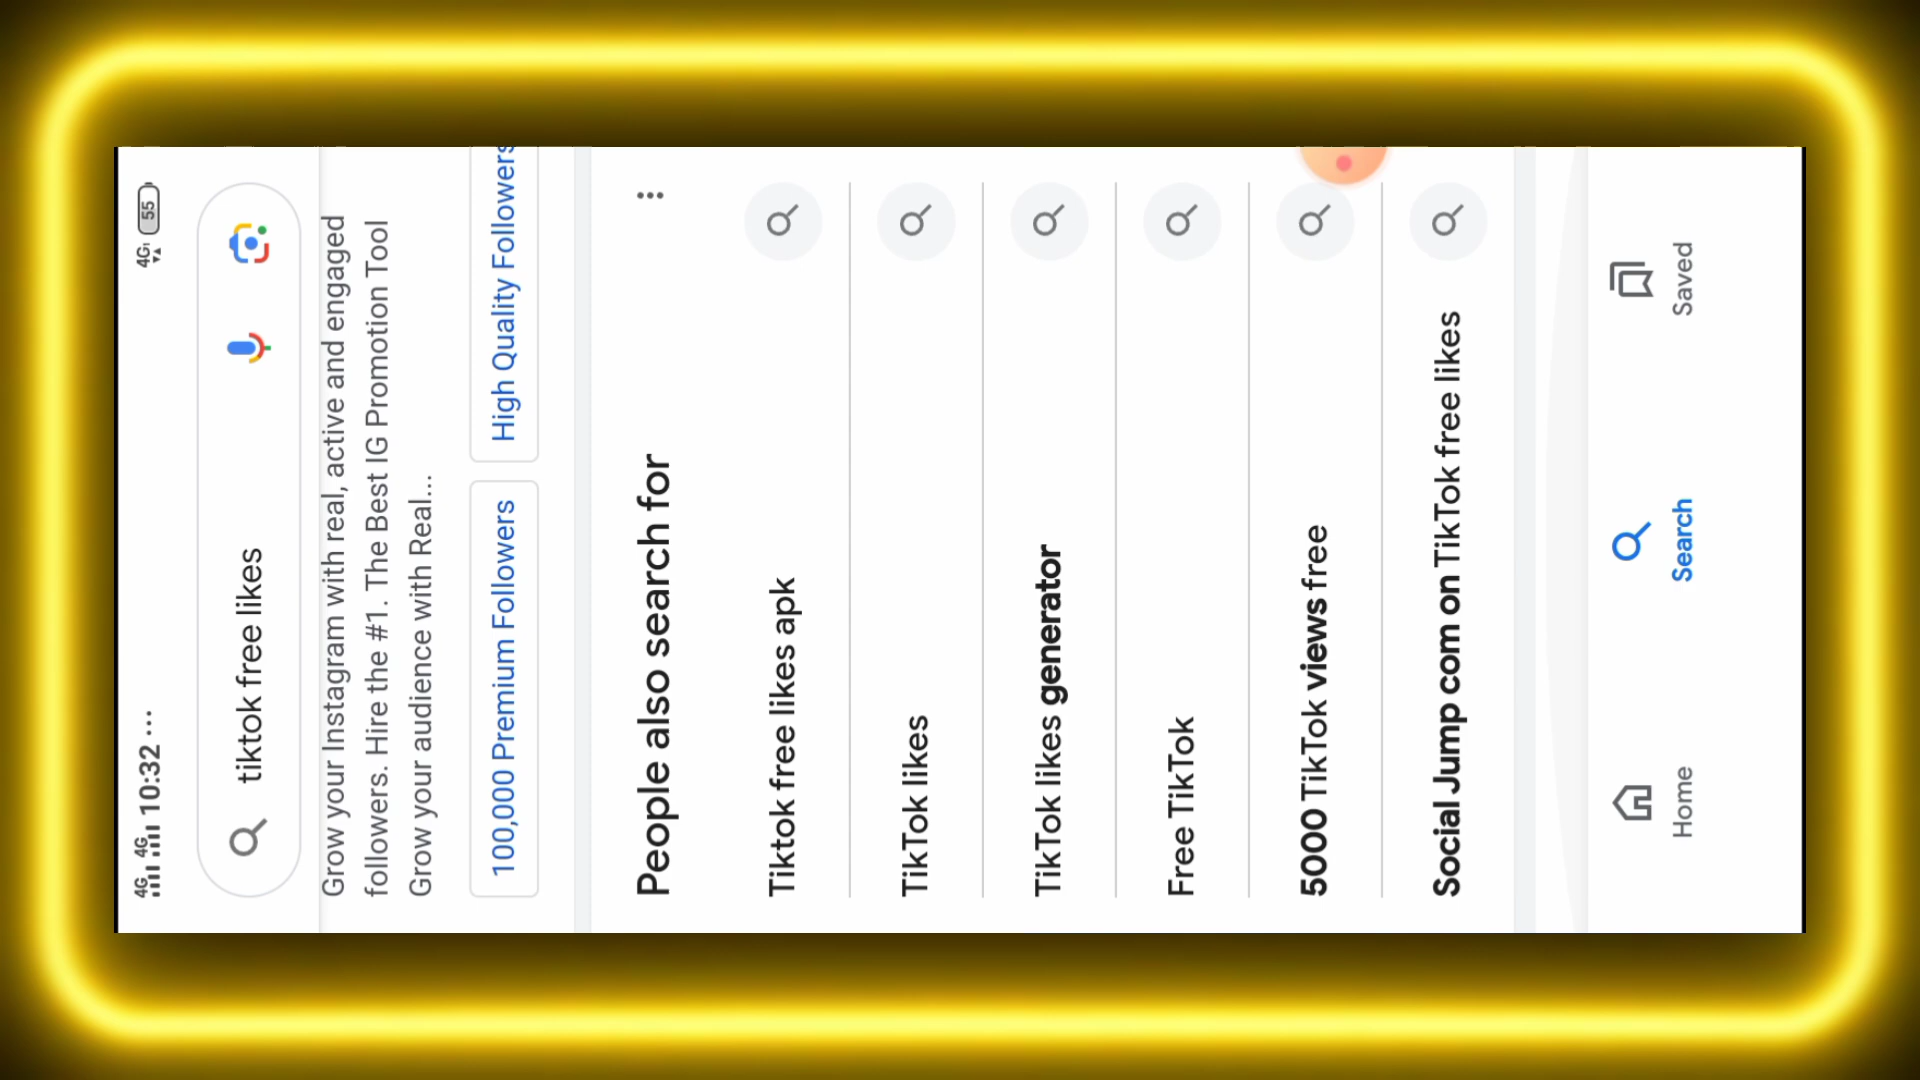 4G 4G 10:32 ...
4G 55
tiktok free likes
Grow your Instagram with real, active and engaged
followers. Hire the #1. The Best IG Promotion Tool
Grow your audience with Real...
100,000 Premium Followers
High Quality Followers
People also search for
Tiktok free likes apk
TikTok likes
TikTok likes generator
Free TikTok
5000 TikTok views free
Social Jump com on TikTok free likes
Home
Search
Saved